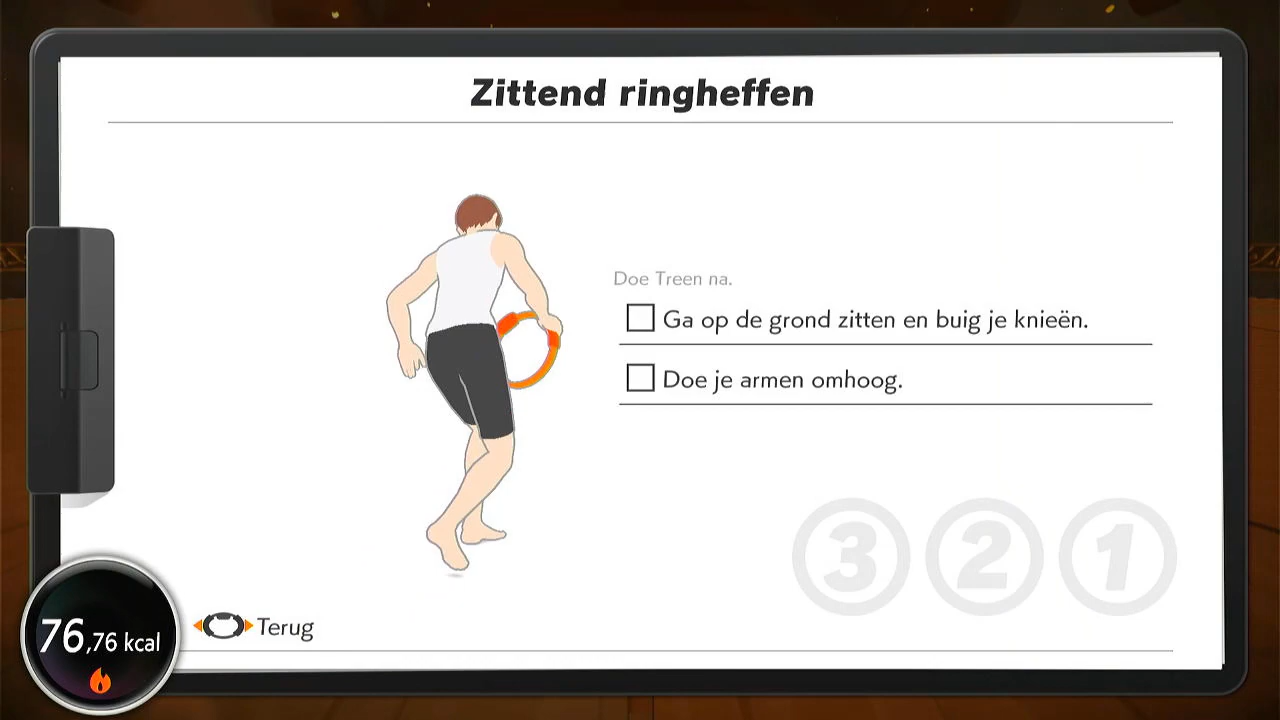 Zittend ringheffen
Doe Treen na.
Ga op de grond zitten en buig je knieën.
Doe je armen omhoog.
3 2 1
76,76 kcal
Terug